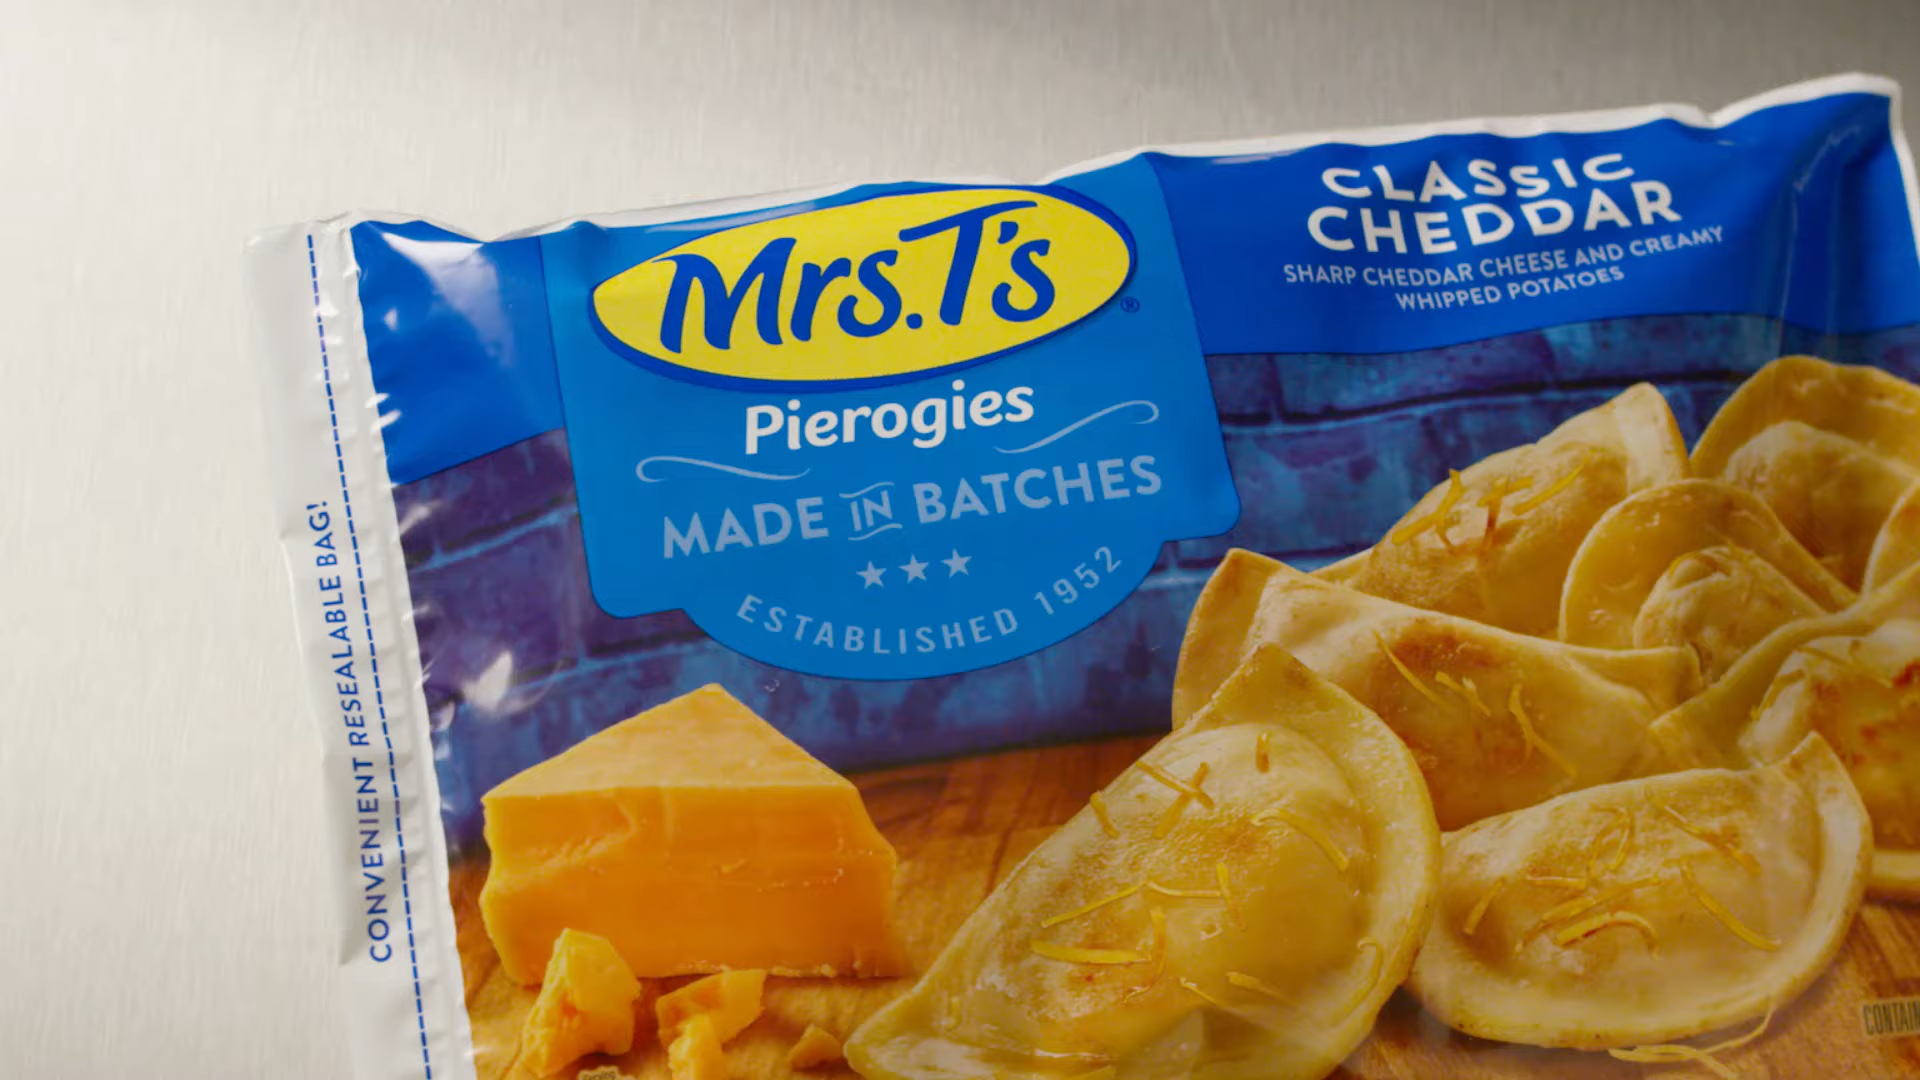 Mrs. T's
®
Pierogies
MADE IN BATCHES
ESTABLISHED 1952
CLASSIC
CHEDDAR
SHARP CHEDDAR CHEESE AND CREAMY
WHIPPED POTATOES
CONVENIENT RESEALABLE BAG!